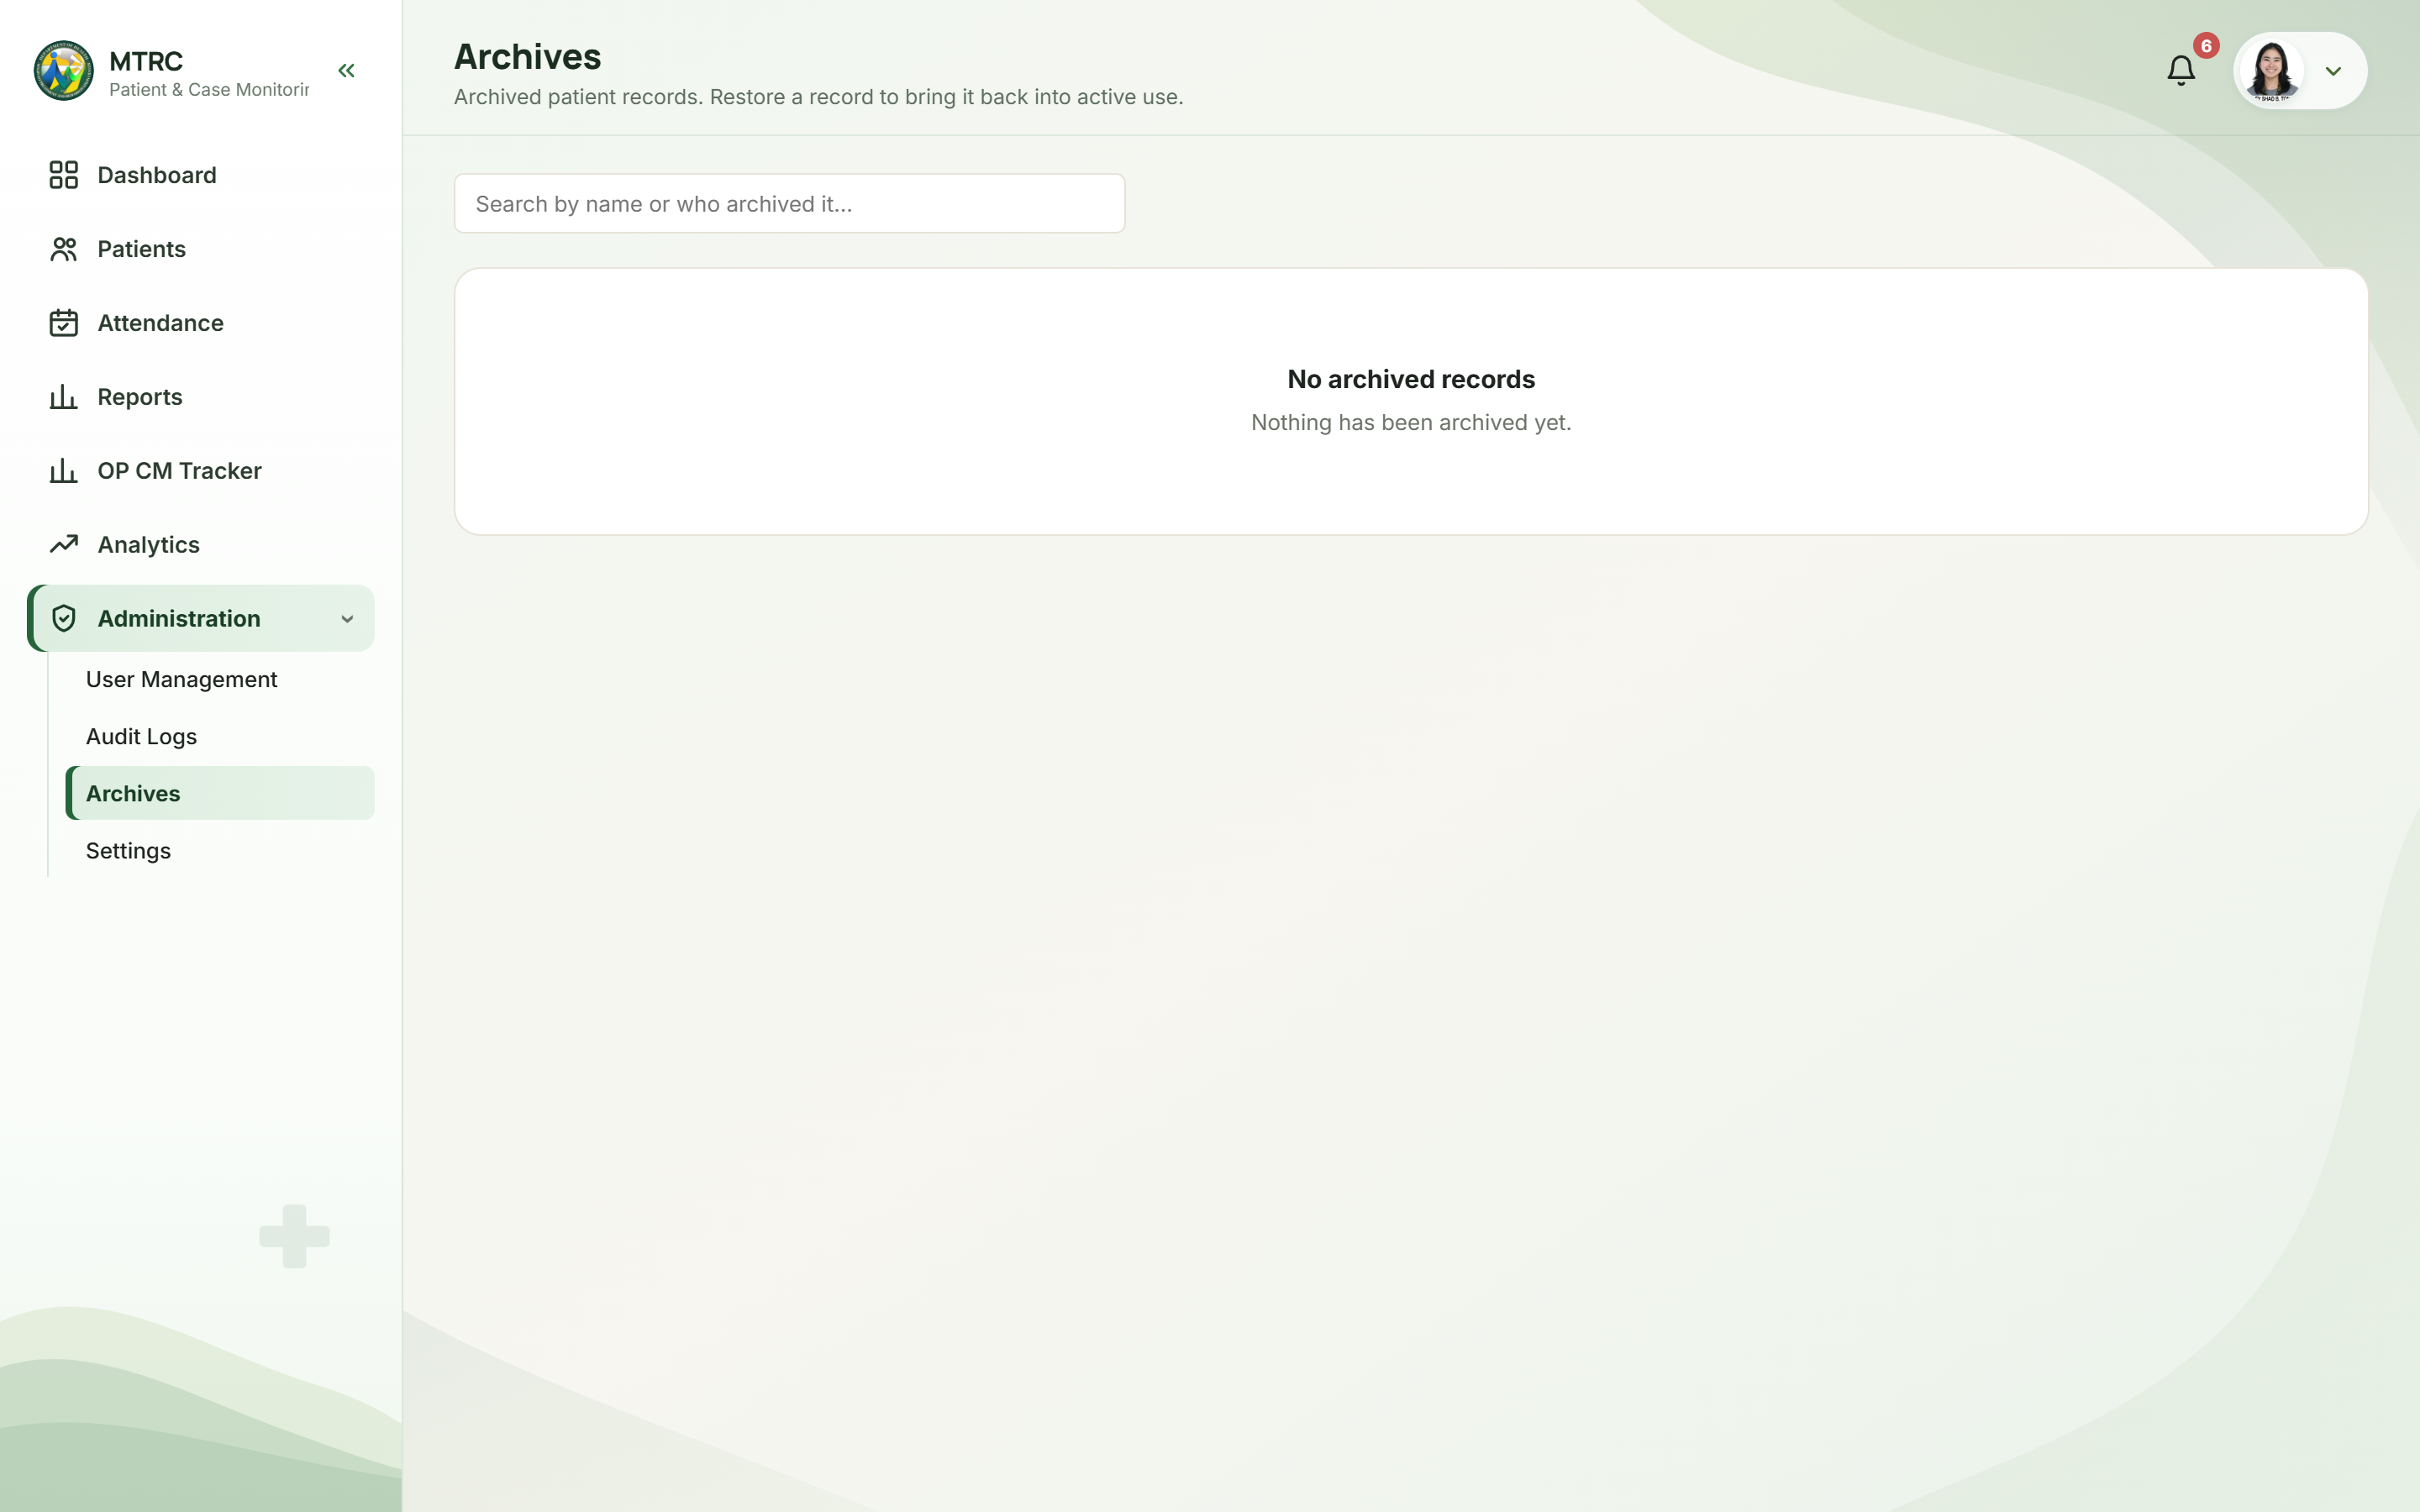 MTRC
Patient & Case Monitorin
Dashboard
Patients
Attendance
Reports
OP CM Tracker
Analytics
Administration
User Management
Audit Logs
Archives
Settings
Archives
Archived patient records. Restore a record to bring it back into active use.
6
Search by name or who archived it...
No archived records
Nothing has been archived yet.